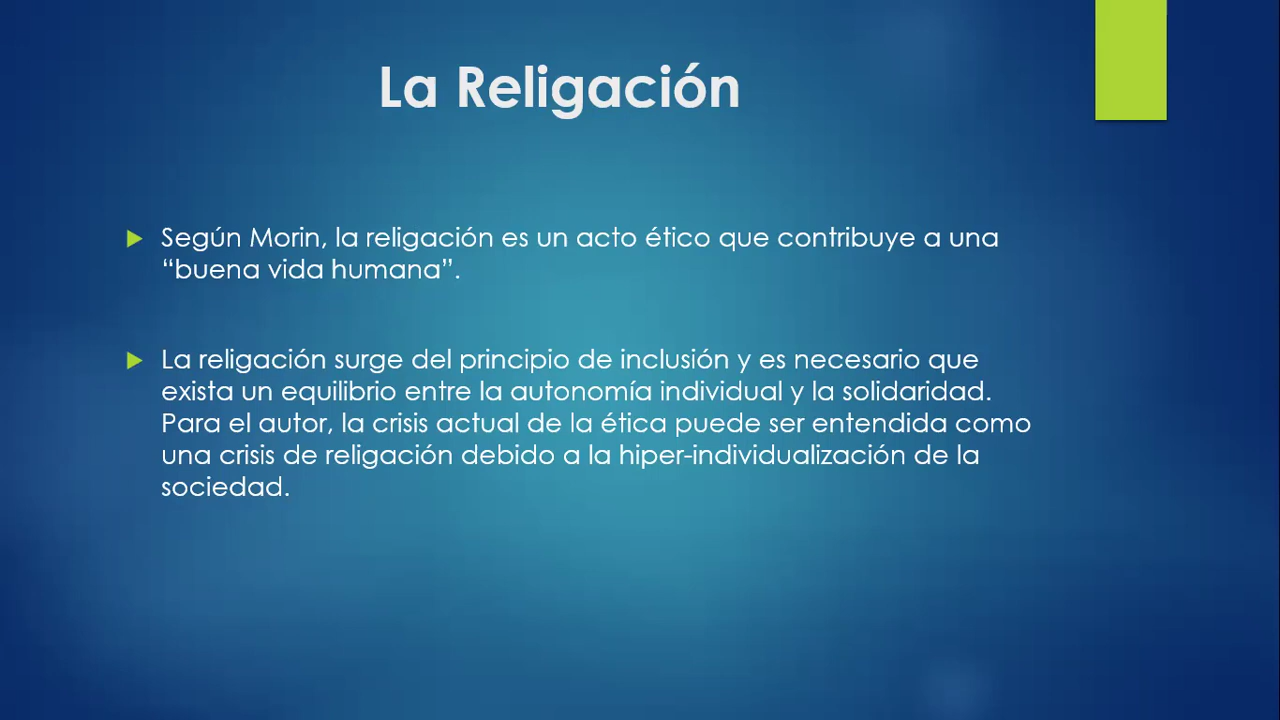 La Religación
Según Morin, la religación es un acto ético que contribuye a una
“buena vida humana”.
La religación surge del principio de inclusión y es necesario que
exista un equilibrio entre la autonomía individual y la solidaridad.
Para el autor, la crisis actual de la ética puede ser entendida como
una crisis de religación debido a la hiper-individualización de la
sociedad.